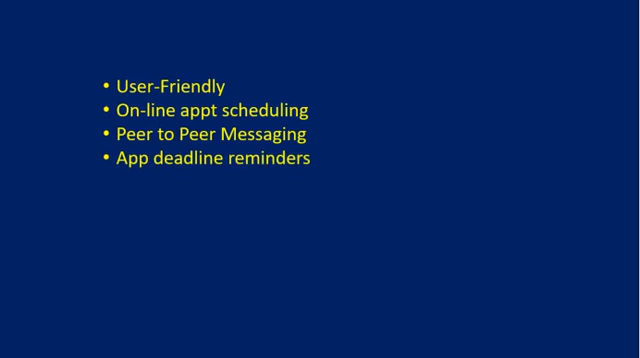 • User-Friendly
• On-line appt scheduling
• Peer to Peer Messaging
• App deadline reminders